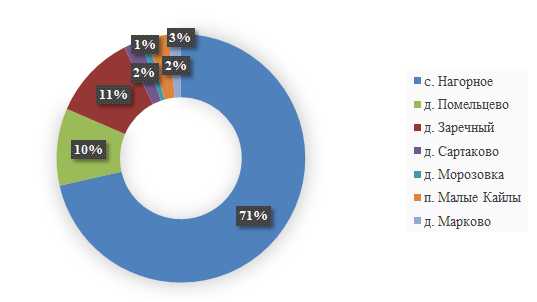 1%
3%
2%
2%
11%
10%
71%
с. Нагорное
д. Помельцево
д. Заречный
д. Сартаково
д. Морозовка
п. Малые Кайлы
д. Марково